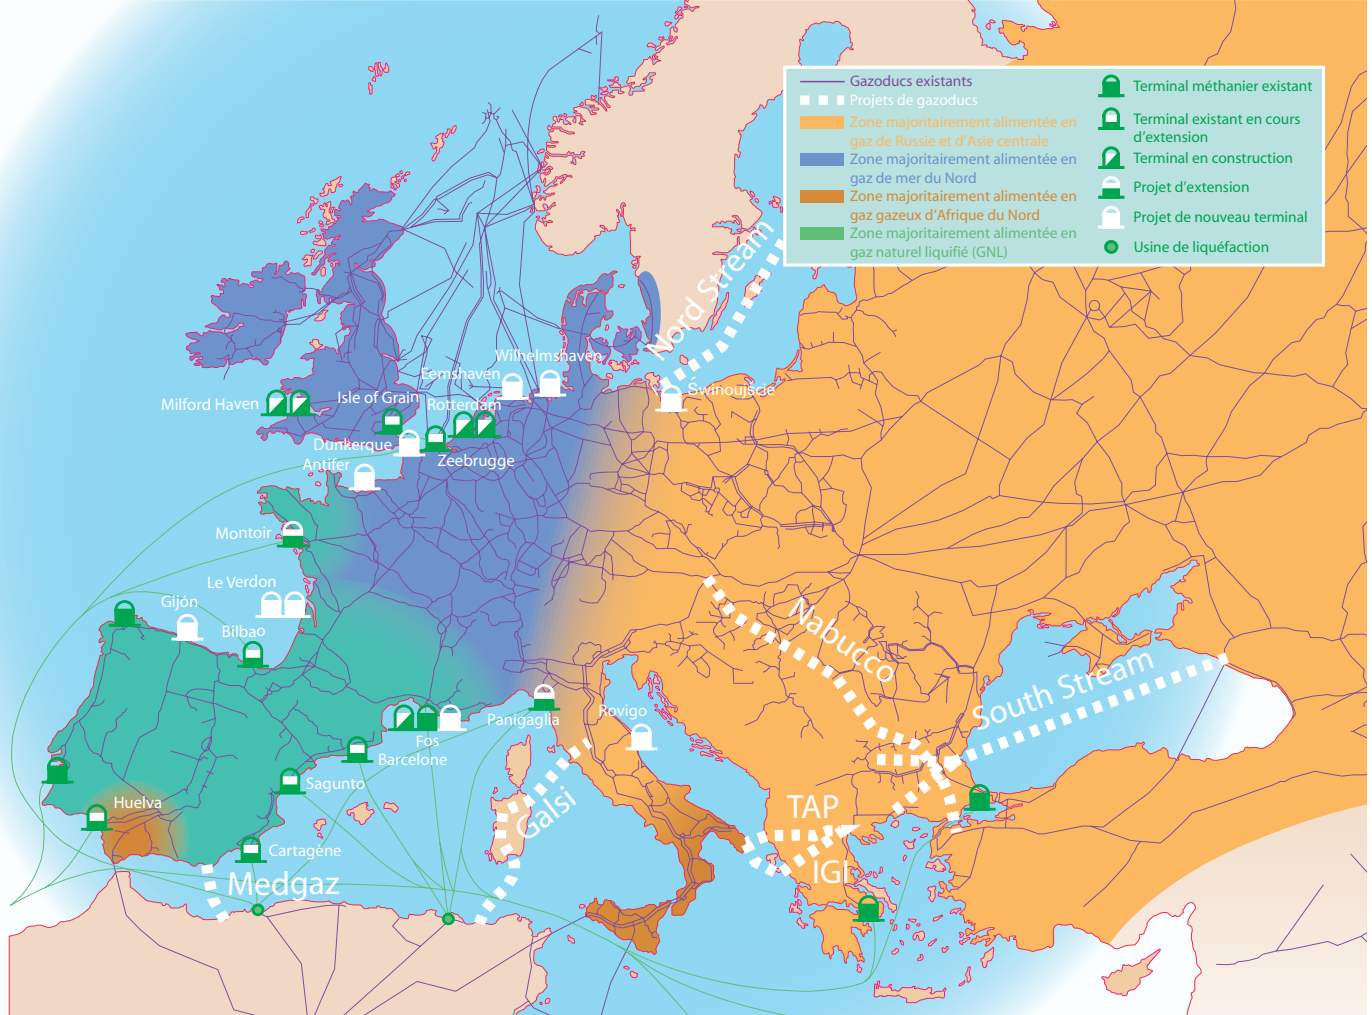 Gazoducs existants
Projets de gazoducs
Zone majoritairement alimentée en
gaz de Russie et d'Asie centrale
Zone majoritairement alimentée en
gaz de mer du Nord
Zone majoritairement alimentée en
gaz gazeux d'Afrique du Nord
Zone majoritairement alimentée en
gaz naturel liquifié (GNL)
Terminal méthanier existant
Terminal existant en cours
d'extension
Terminal en construction
Projet d'extension
Projet de nouveau terminal
Usine de liquéfaction
Nord Stream
Wilhelmshaven
Eemshaven
Świnoujście
Milford Haven
Isle of Grain
Rotterdam
Dunkerque
Zeebrugge
Antifer
Montoir
Le Verdon
Gijón
Bilbao
Nabucco
South Stream
Panigaglia
Rovigo
Fos
Barcelone
Sagunto
Huelva
Galsi
TAP
IGI
Cartagène
Medgaz